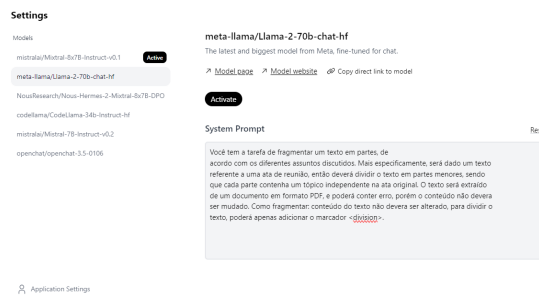 Settings
Models
mistralai/Mixtral-8x7B-Instruct-v0.1
Active
meta-llama/Llama-2-70b-chat-hf
NousResearch/Nous-Hermes-2-Mixtral-8x7B-DPO
codellama/CodeLlama-34b-Instruct-hf
mistralai/Mistral-7B-Instruct-v0.2
openchat/openchat-3.5-0106
Application Settings
meta-llama/Llama-2-70b-chat-hf
The latest and biggest model from Meta, fine-tuned for chat.
Model page Model website Copy direct link to model
Activate
System Prompt
Você tem a tarefa de fragmentar um texto em partes, de
acordo com os diferentes assuntos discutidos. Mais especificamente, será dado um texto
referente a uma ata de reunião, então deverá dividir o texto em partes menores, sendo
que cada parte contenha um tópico independente na ata original. O texto será extraído
de um documento em formato PDF, e poderá conter erro, porém o conteúdo não devera
ser mudado. Como fragmentar: conteúdo do texto não devera ser alterado, para dividir o
texto, poderá apenas adicionar o marcador <division>.